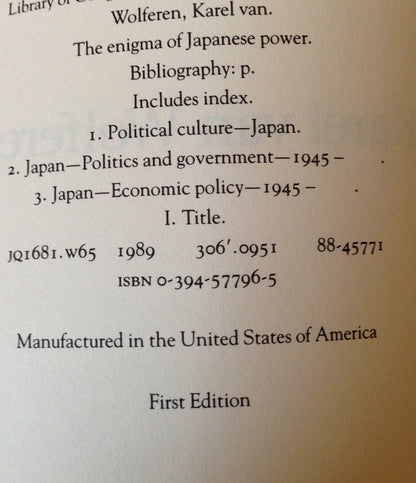 Library of
Wolferen, Karel van.
The enigma of Japanese power.
Bibliography: p.
Includes index.
1. Political culture—Japan.
2. Japan—Politics and government—1945 – .
3. Japan—Economic policy—1945 – .
I. Title.
JQ1681.W65 1989 306′.0951 88-45771
ISBN 0-394-57796-5
Manufactured in the United States of America
First Edition